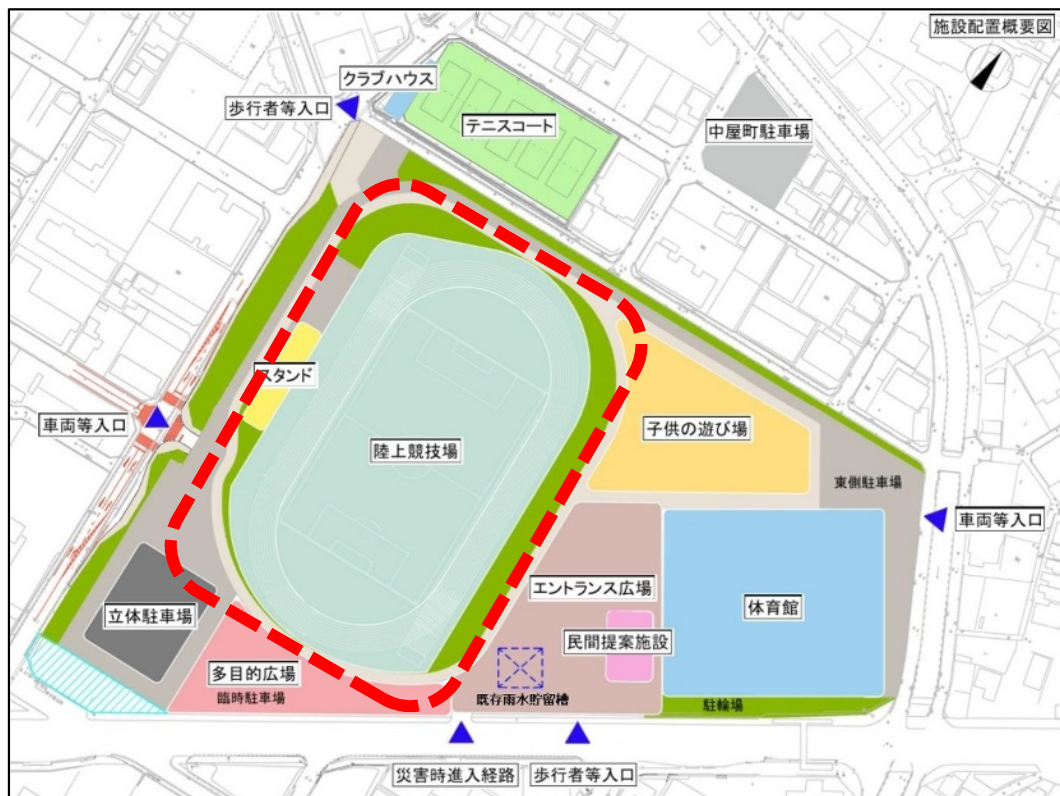 施設配置概要図
クラブハウス
歩行者等入口
テニスコート
中屋町駐車場
スタンド
車両等入口
陸上競技場
子供の遊び場
東側駐車場
車両等入口
エントランス広場
体育館
立体駐車場
民間提案施設
多目的広場
臨時駐車場
既存雨水貯留槽
駐輪場
災害時進入経路
歩行者等入口